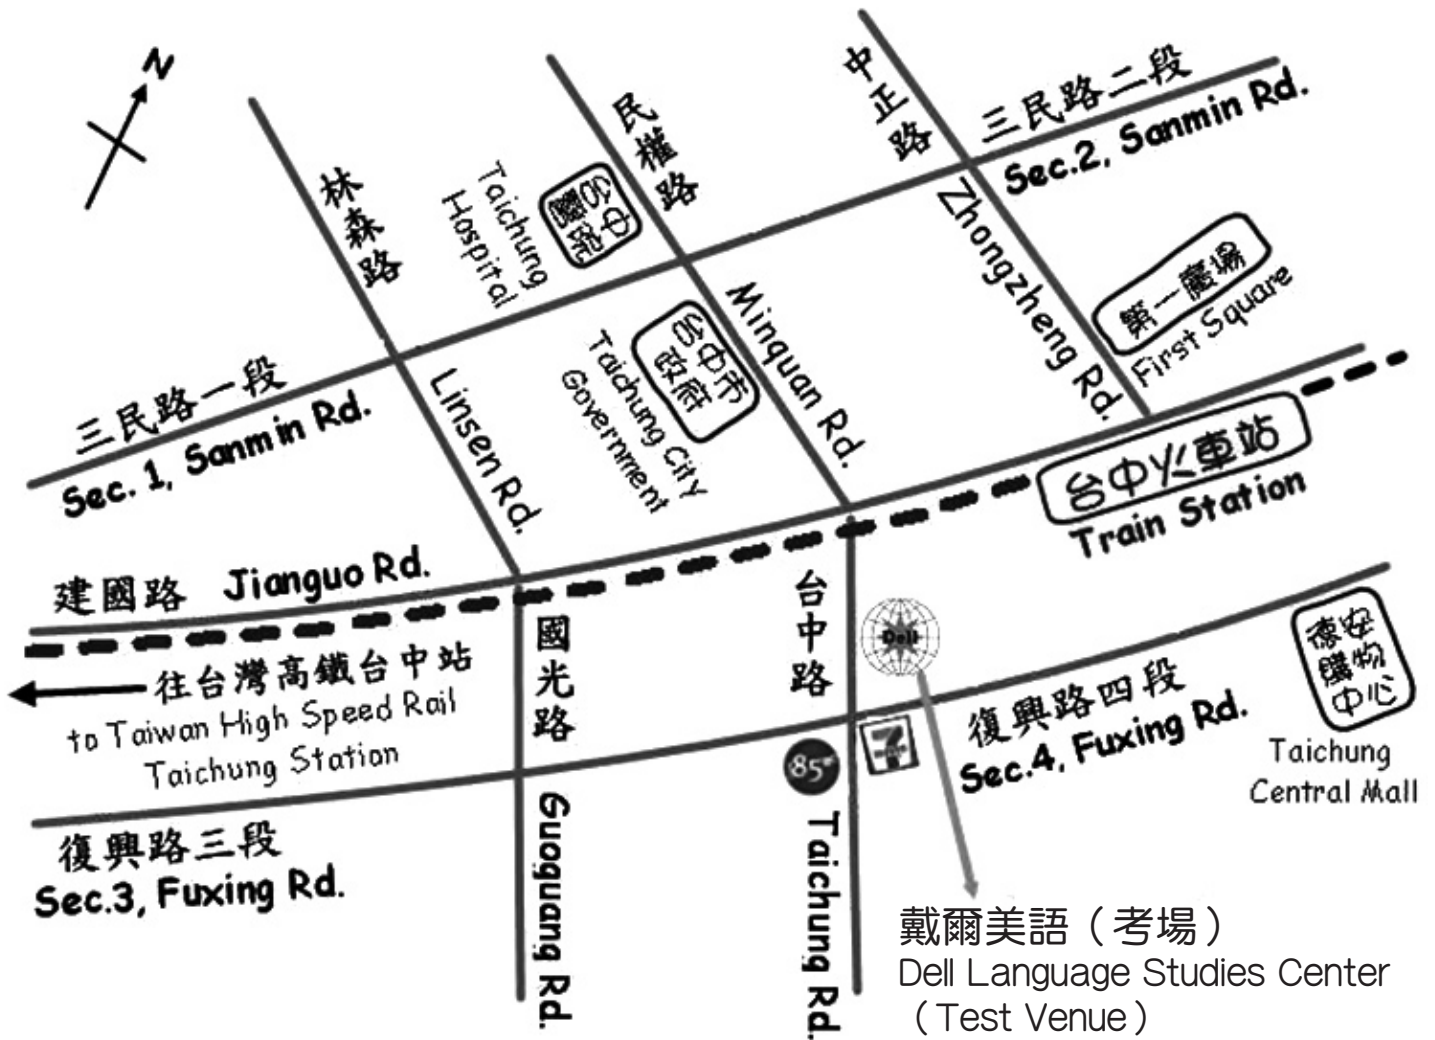 N
林森路
民權路
中正路
三民路二段
Sec.2, Sanmin Rd.
Taichung
Hospital
台中
醫院
Zhongzheng Rd.
第一廣場
First Square
台中市
政府
Taichung City
Government
Minquan Rd.
三民路一段
Sec. 1, Sanmin Rd.
Linsen Rd.
台中火車站
Train Station
建國路 Jianguo Rd.
往台灣高鐵台中站
to Taiwan High Speed Rail
Taichung Station
國光路
台中路
Dell
復興路四段
Sec.4, Fuxing Rd.
德安
購物
中心
Taichung
Central Mall
85°
7
復興路三段
Sec.3, Fuxing Rd.
Guoguang Rd.
Taichung Rd.
戴爾美語（考場）
Dell Language Studies Center
（Test Venue）